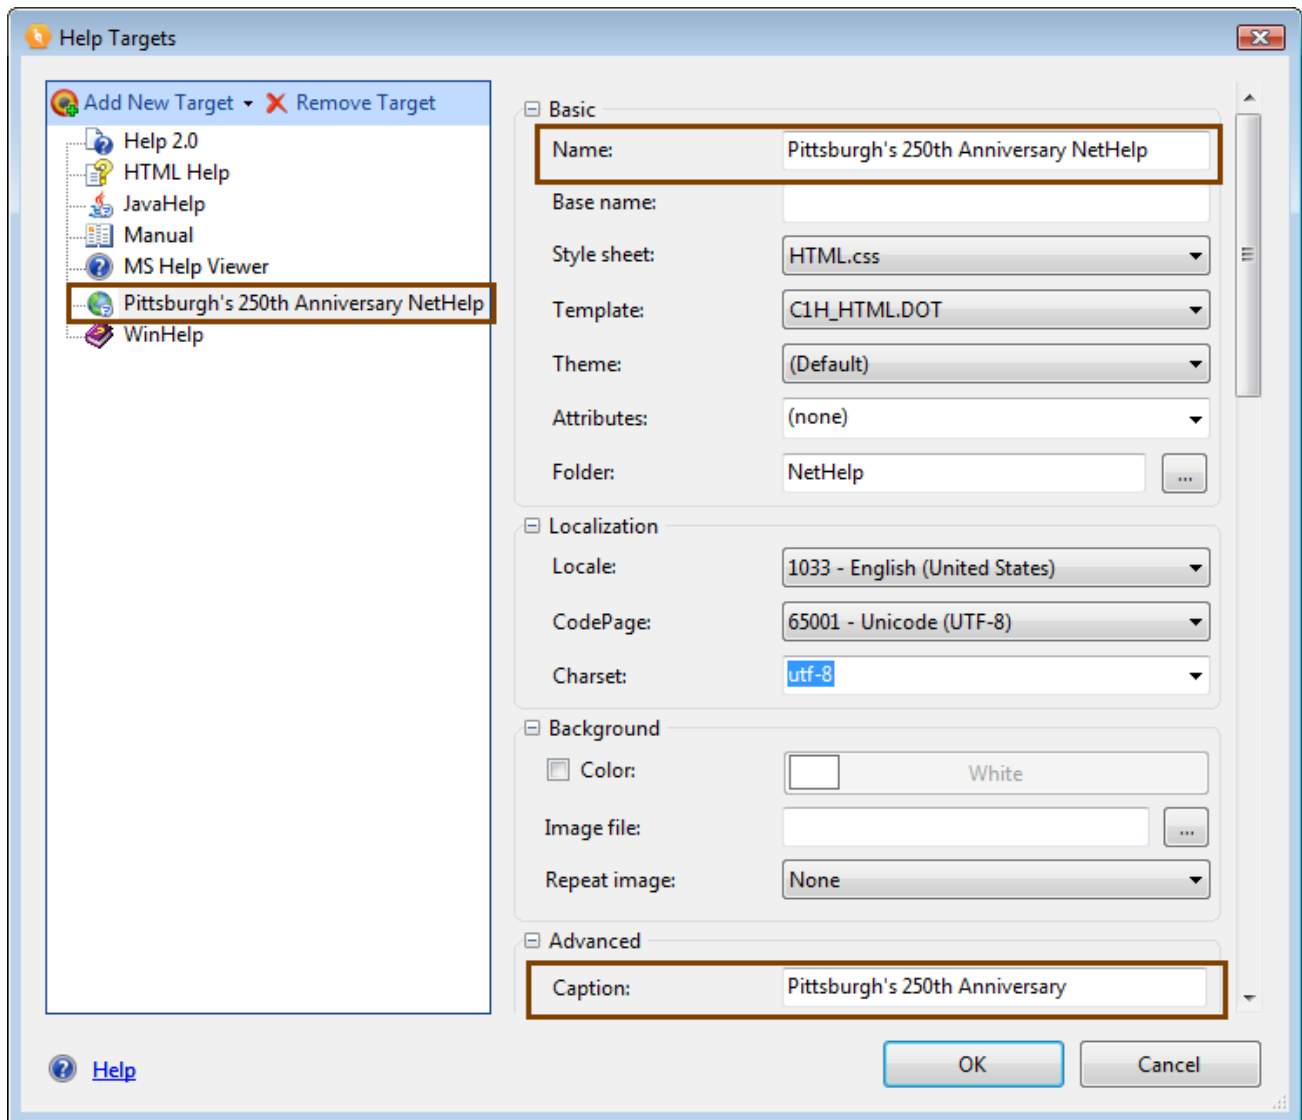 Help Targets
Add New Target Remove Target
Help 2.0
HTML Help
JavaHelp
Manual
MS Help Viewer
Pittsburgh's 250th Anniversary NetHelp
WinHelp
Basic
Name: Pittsburgh's 250th Anniversary NetHelp
Base name:
Style sheet: HTML.css
Template: C1H_HTML.DOT
Theme: (Default)
Attributes: (none)
Folder: NetHelp ...
Localization
Locale: 1033 - English (United States)
CodePage: 65001 - Unicode (UTF-8)
Charset: utf-8
Background
Color: White
Image file: ...
Repeat image: None
Advanced
Caption: Pittsburgh's 250th Anniversary
Help OK Cancel